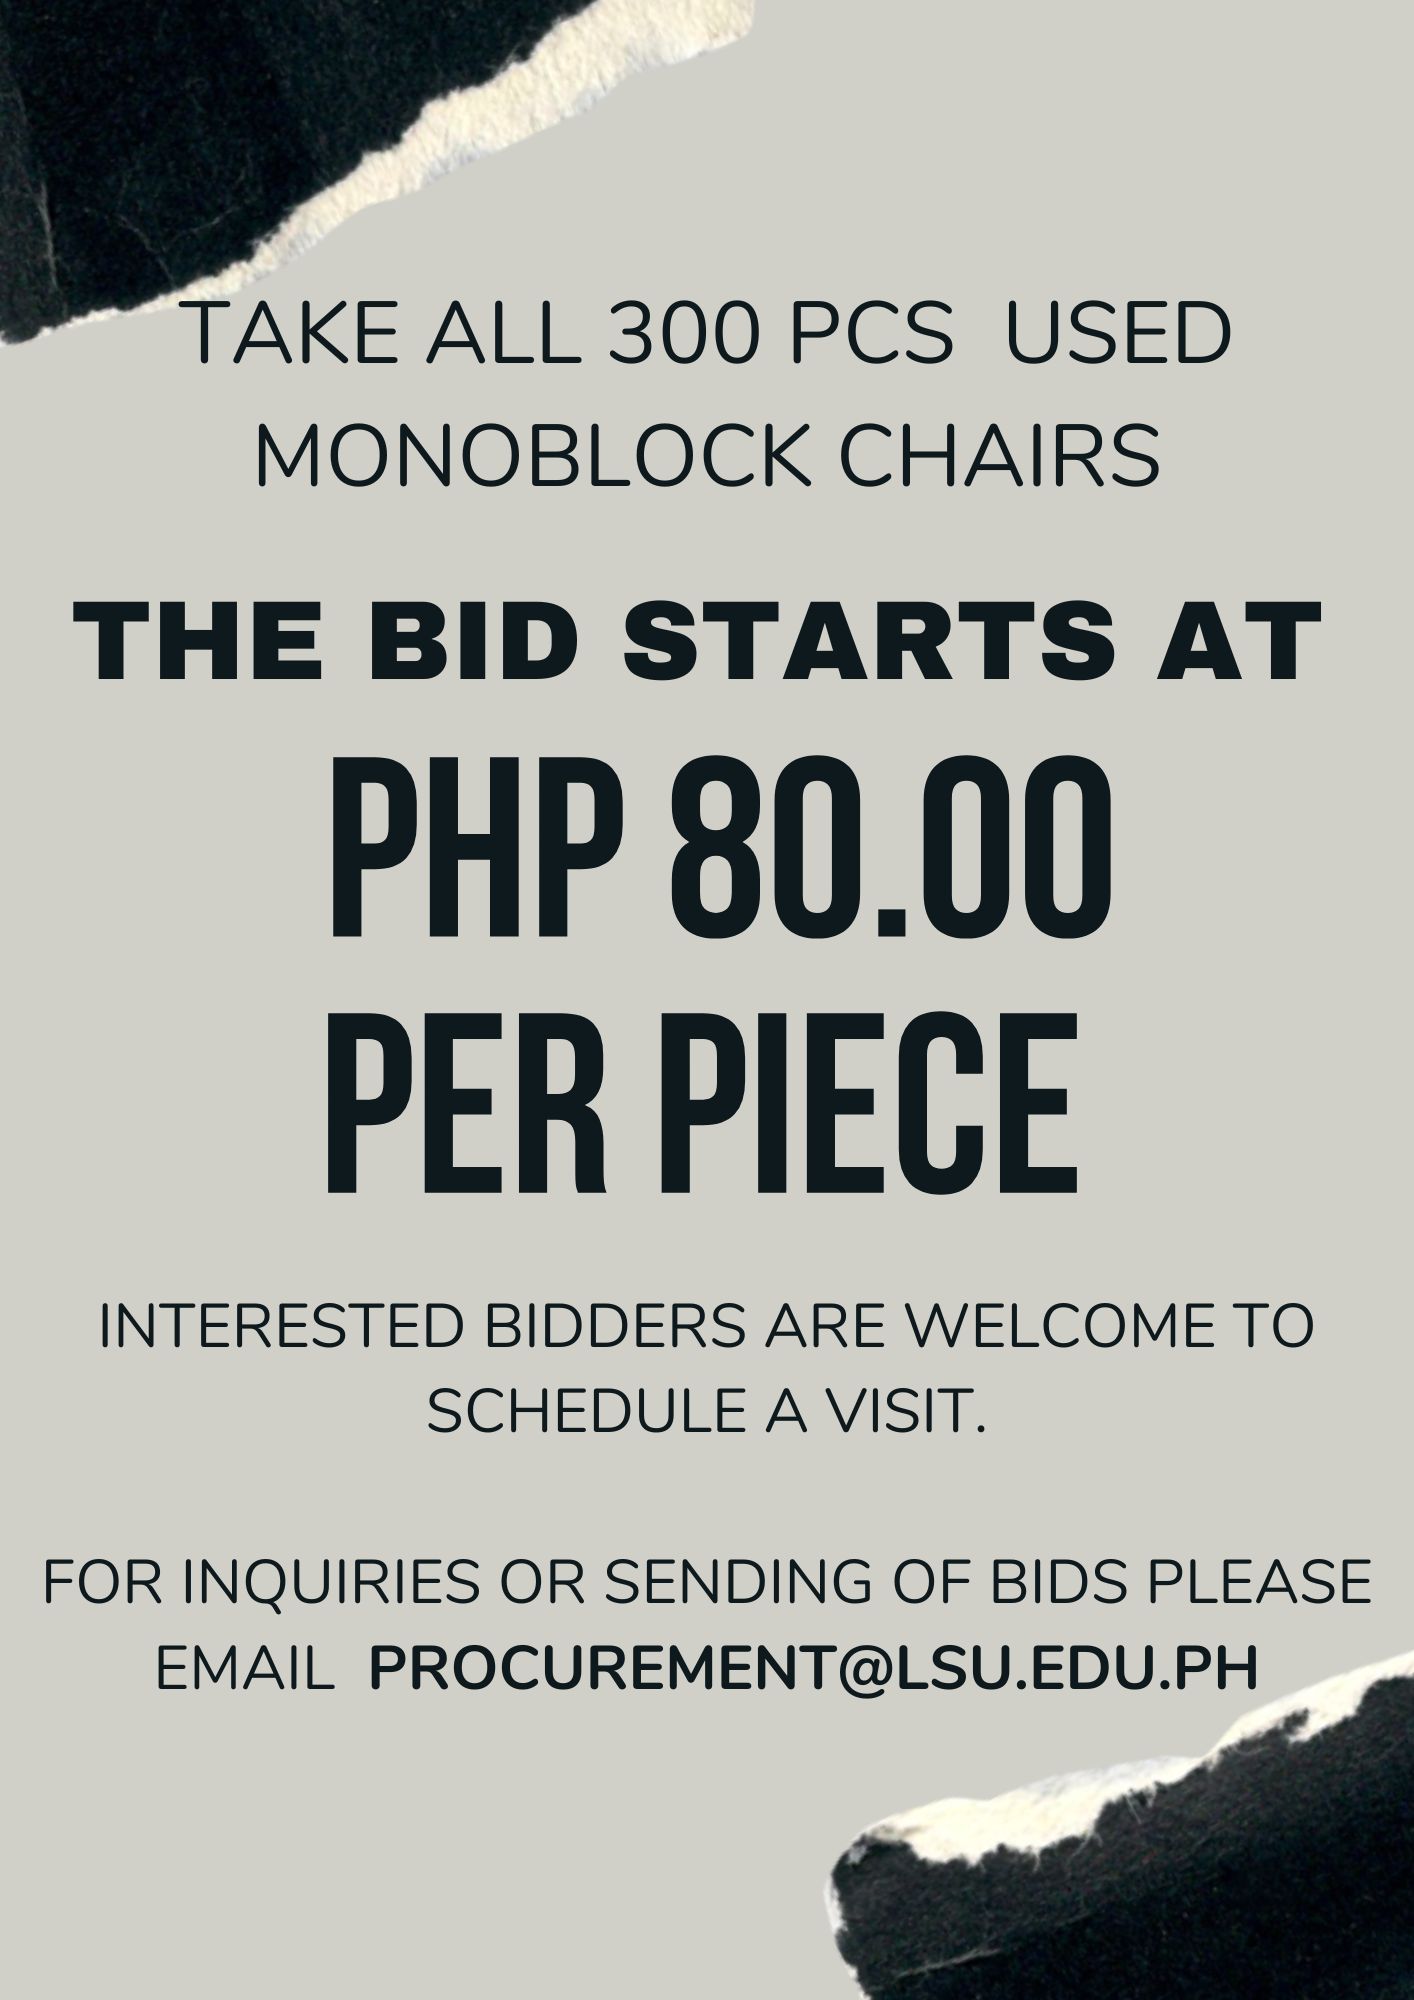 TAKE ALL 300 PCS  USED
MONOBLOCK CHAIRS
THE BID STARTS AT
PHP 80.00
PER PIECE
INTERESTED BIDDERS ARE WELCOME TO
SCHEDULE A VISIT.
FOR INQUIRIES OR SENDING OF BIDS PLEASE
EMAIL  PROCUREMENT@LSU.EDU.PH